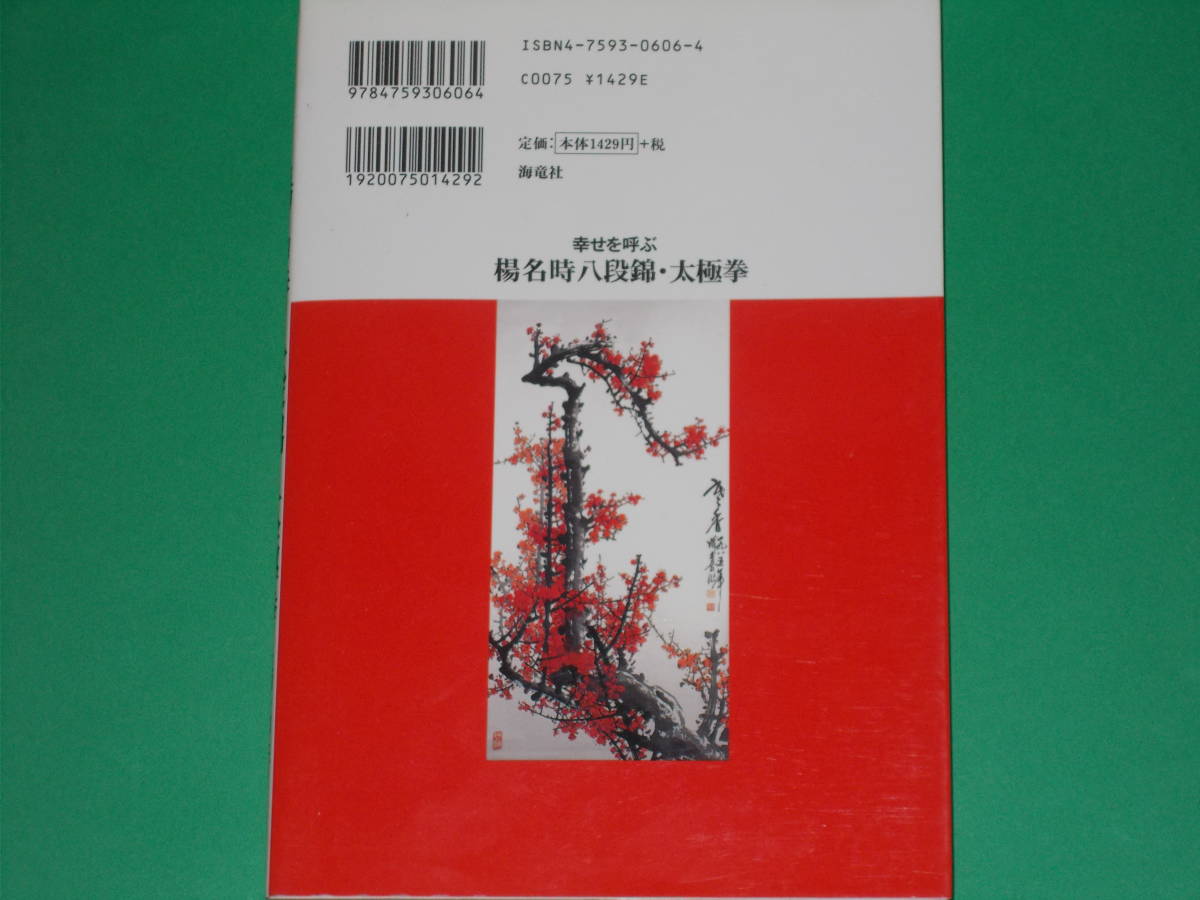 ISBN4-7593-0606-4
9784759306064
C0075 ¥1429E
定価:本体1429円+税
1920075014292
海竜社
幸せを呼ぶ
楊名時八段錦・太極拳